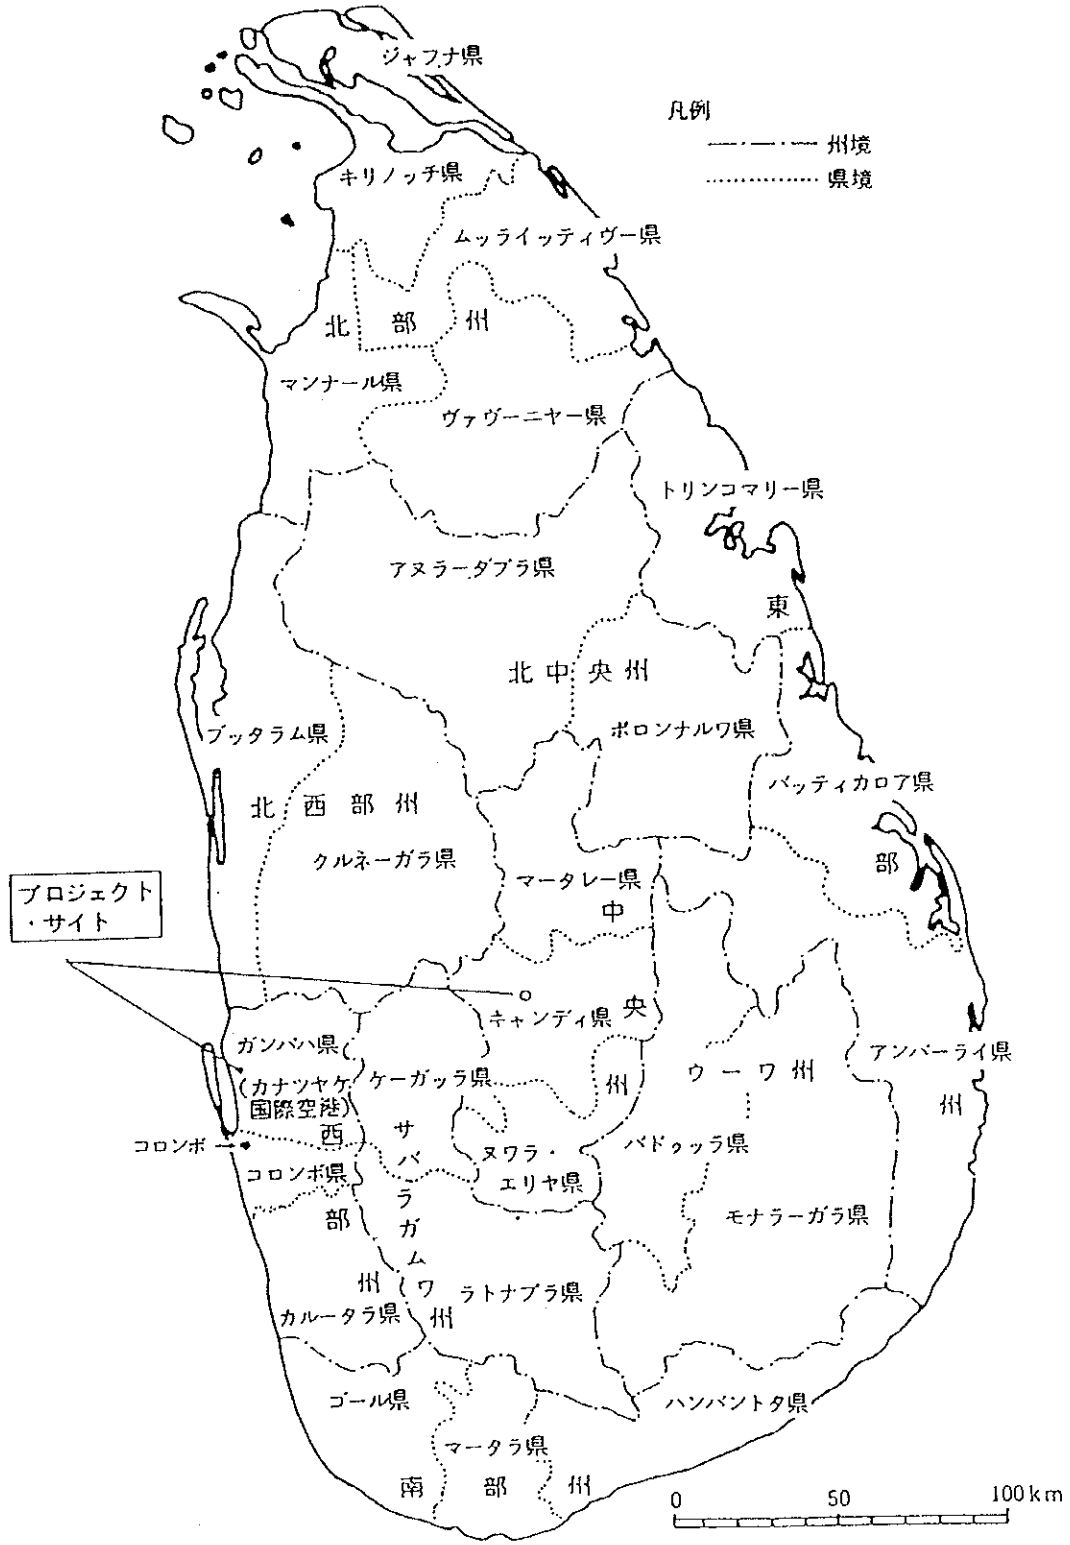 ジャフナ県
凡例
州境
県境
キリノッチ県
ムッライッティヴー県
北部州
マンナール県
ヴァヴーニヤー県
トリンコマリー県
アヌラーダプラ県
東
北中央州
プッタラム県
ポロンナルワ県
バッティカロア県
北西部州
クルネーガラ県
部
マータレー県
プロジェクト
・サイト
中
キャンディ県
央
ガンパハ県
アンパーライ県
ケーガッラ県
ウーワ州
州
(カナツヤケ
国際空港)
州
西
サバラガムワ州
コロンボ
ヌワラ・
エリヤ県
バドゥッラ県
コロンボ県
部
モナラーガラ県
州
ラトナプラ県
カルータラ県
ゴール県
ハンバントタ県
マータラ県
南部州
0 50 100km